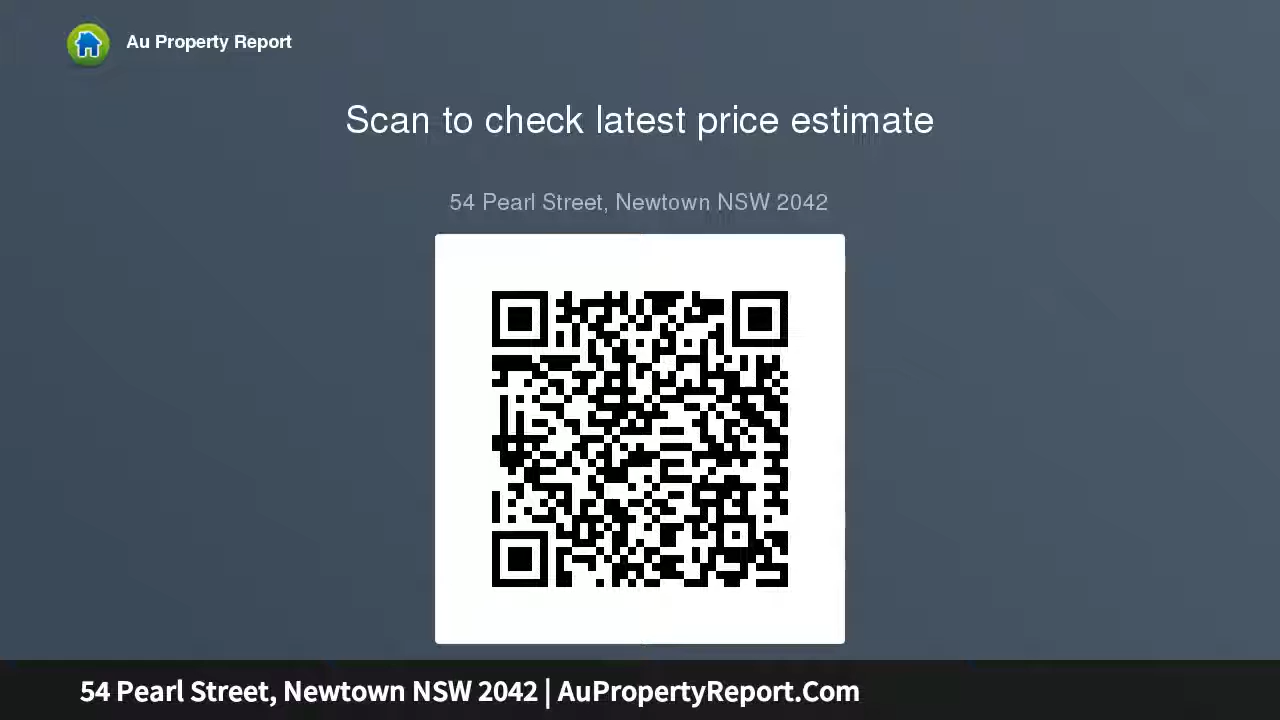 Au Property Report
Scan to check latest price estimate
54 Pearl Street, Newtown NSW 2042
54 Pearl Street, Newtown NSW 2042 | AuPropertyReport.Com